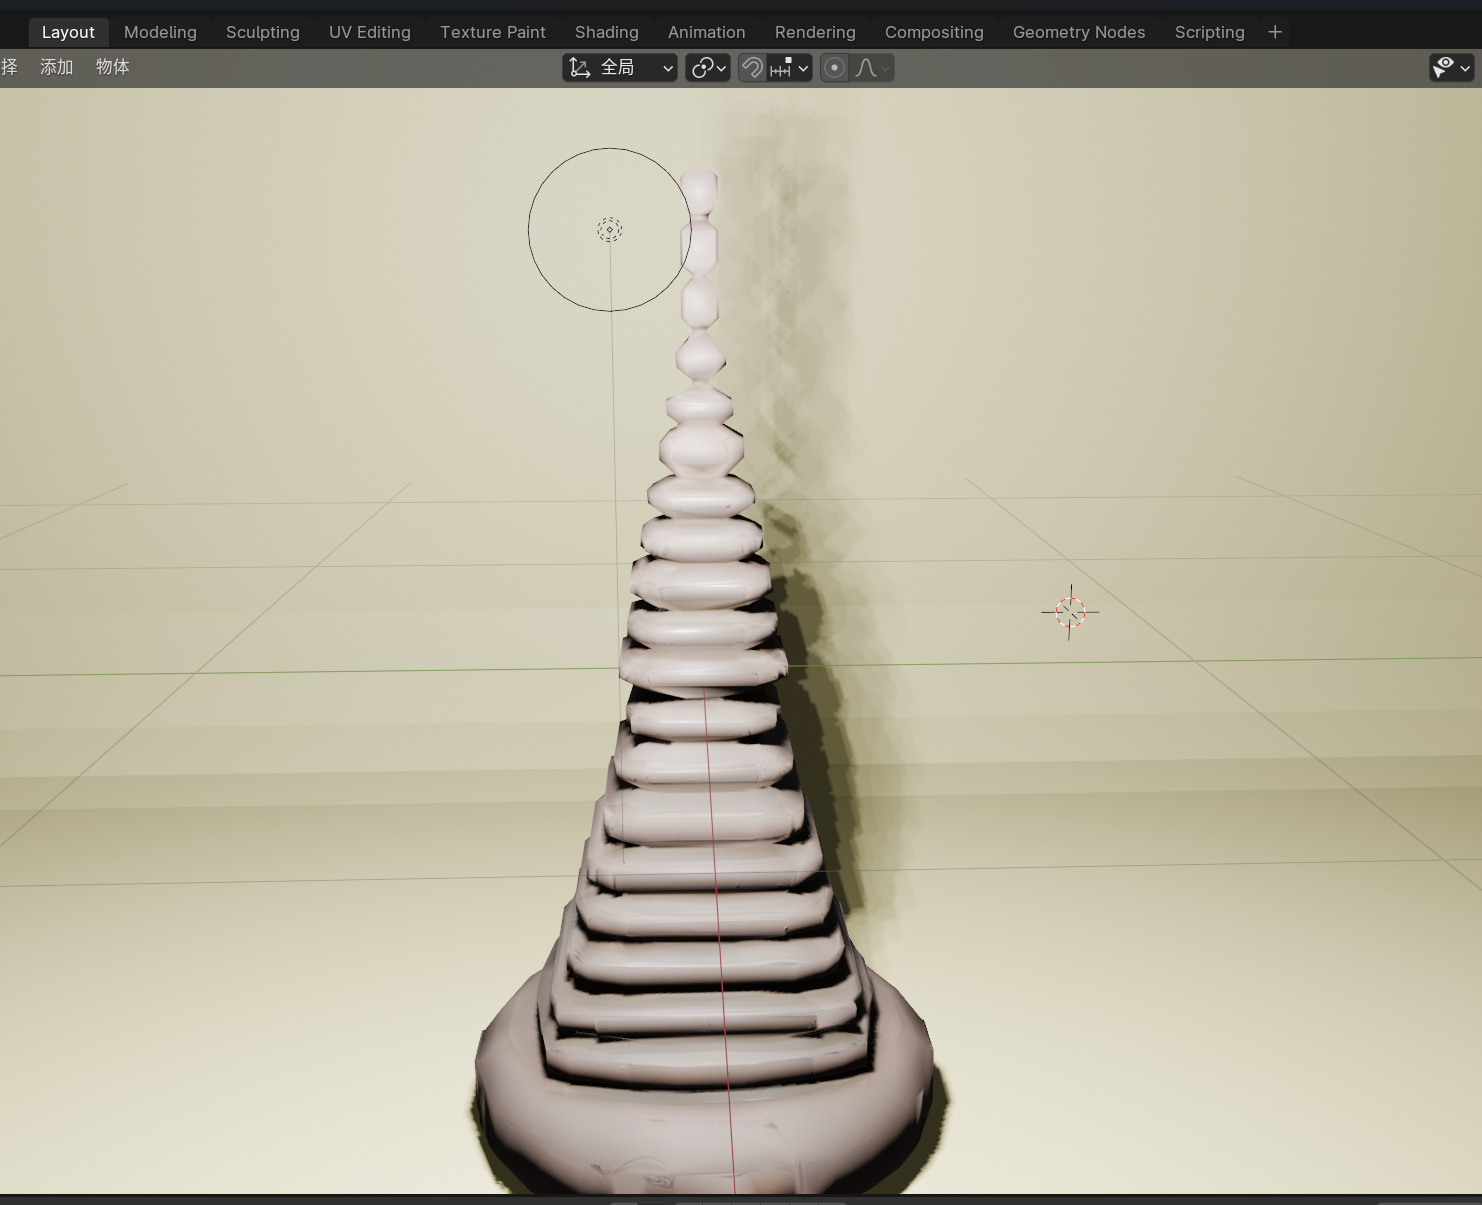 Layout Modeling Sculpting UV Editing Texture Paint Shading Animation Rendering Compositing Geometry Nodes Scripting +
择 添加 物体 全局